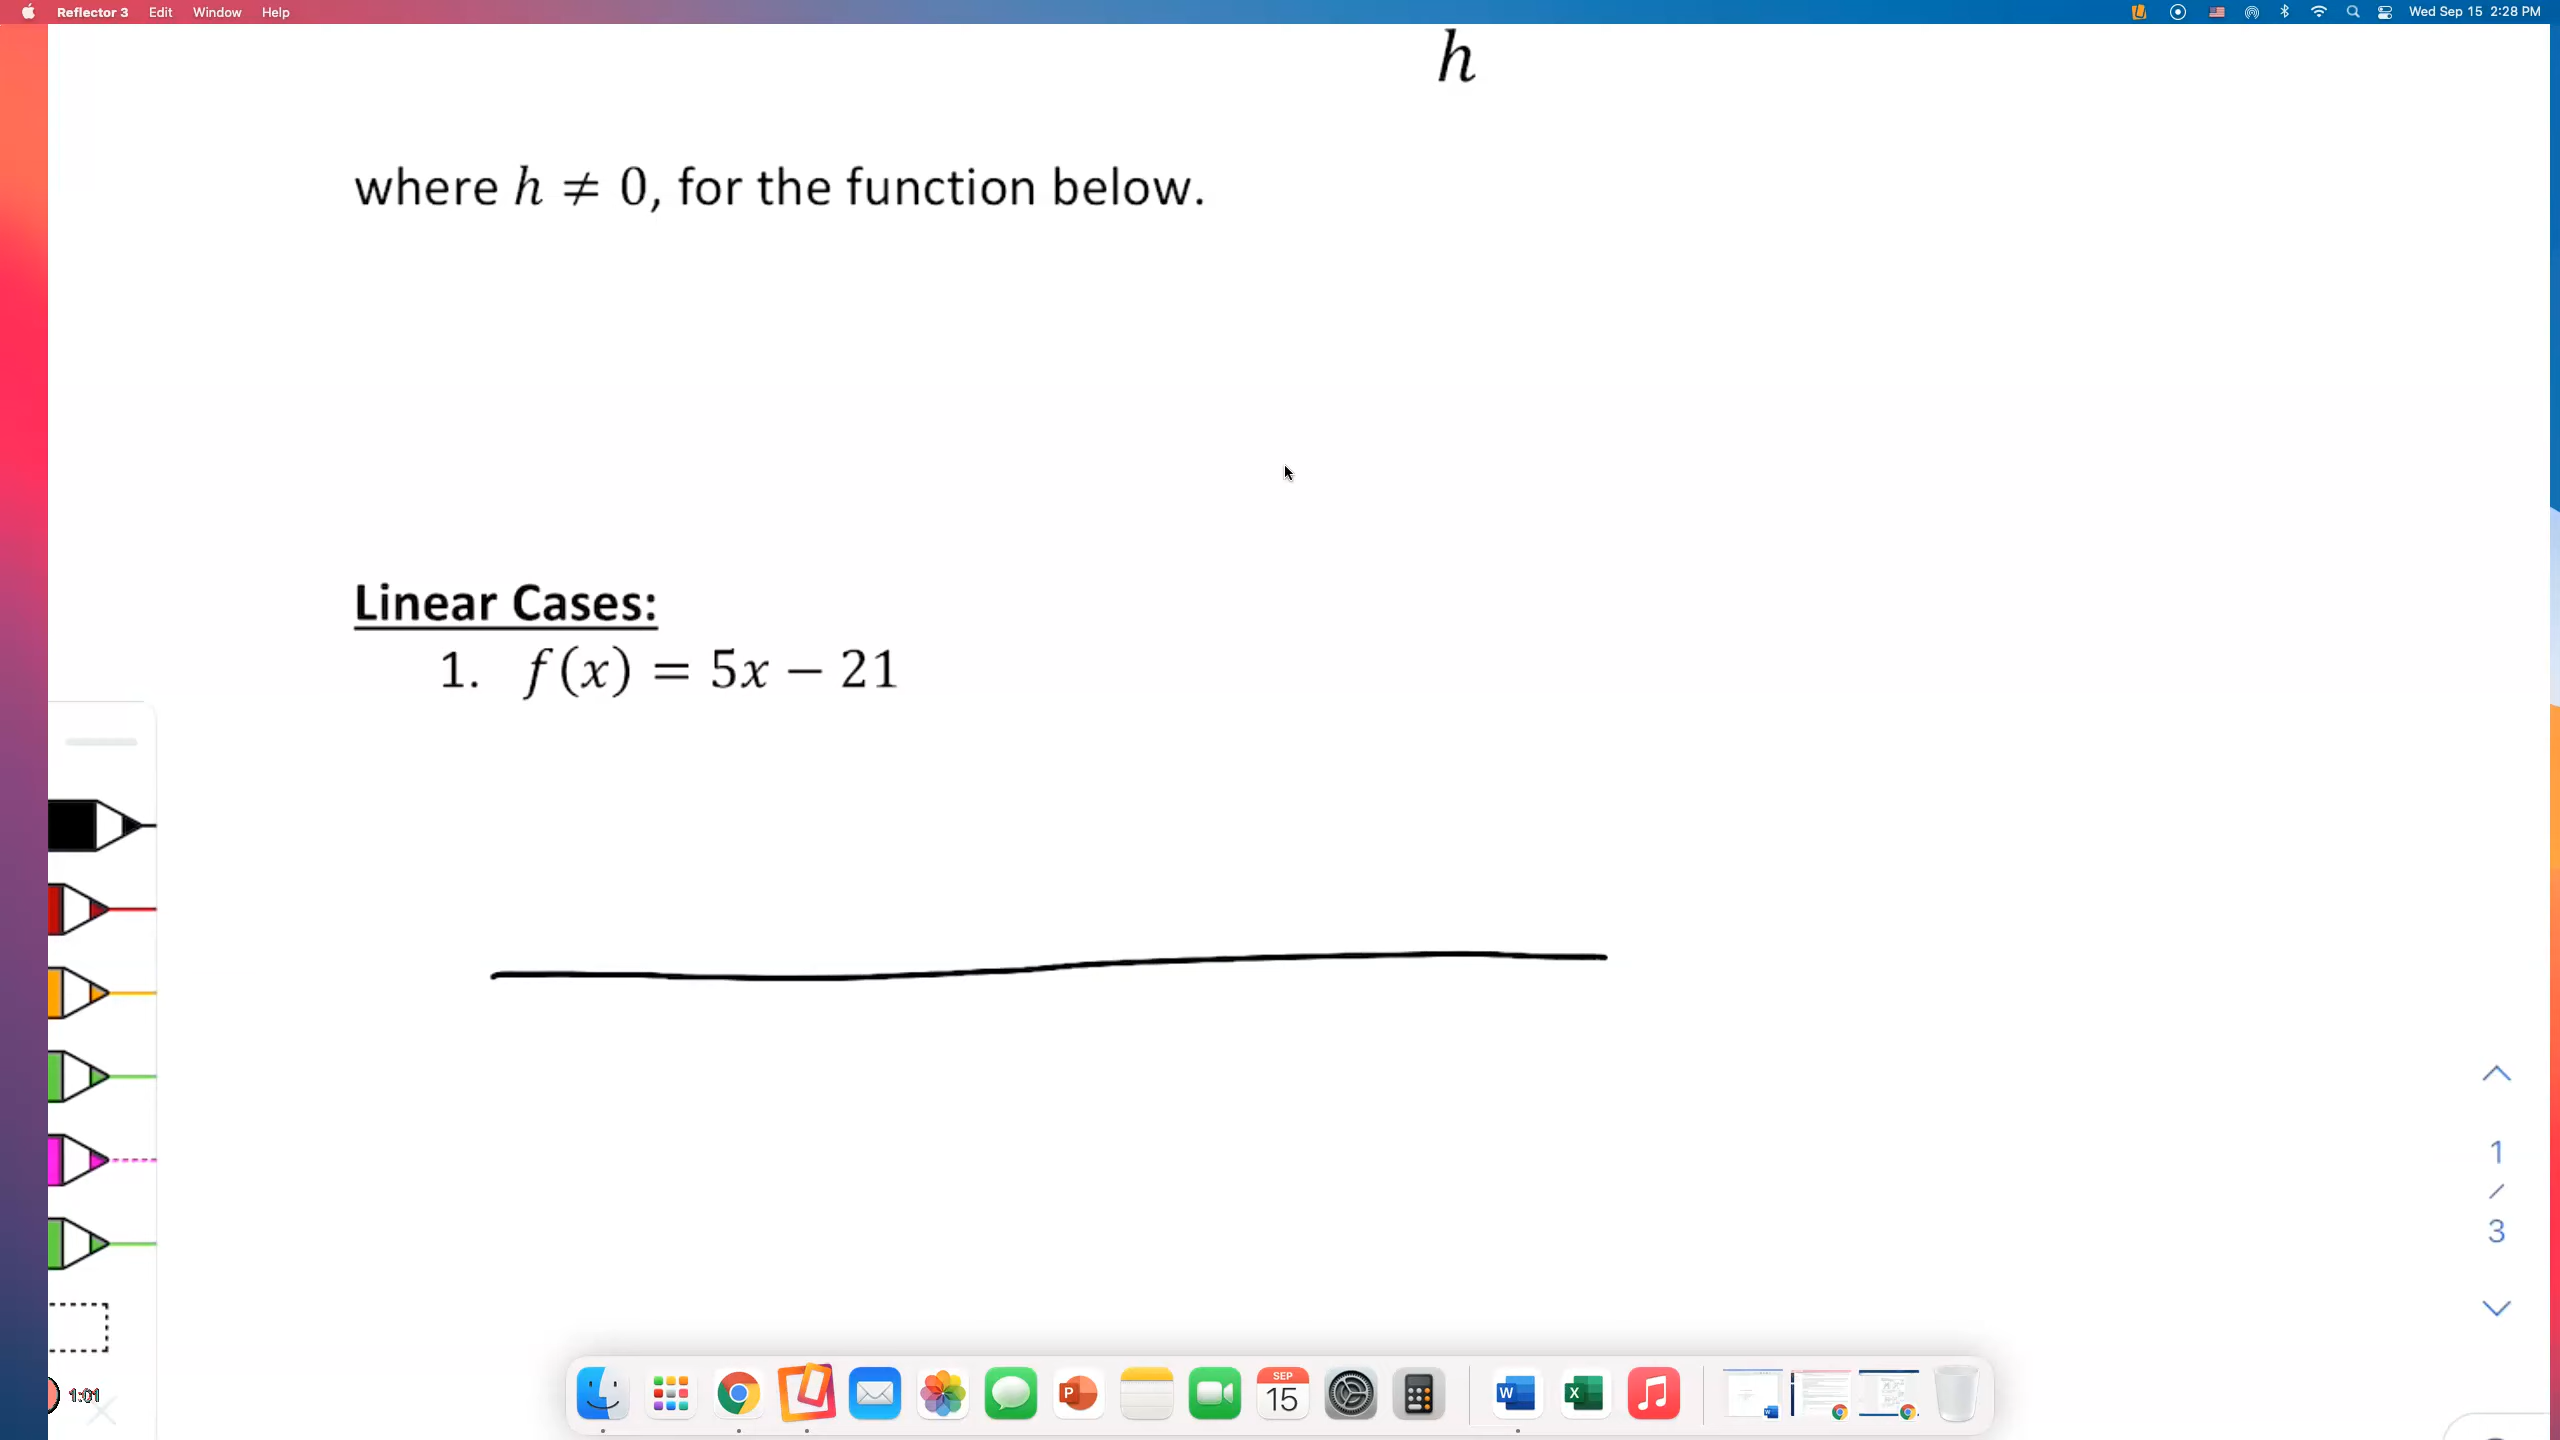 Reflector 3 Edit Window Help Wed Sep 15 2:28 PM
h
where h ≠ 0, for the function below.
Linear Cases:
1. f(x) = 5x − 21
1
/
3
1:01
P
SEP
15
W
X